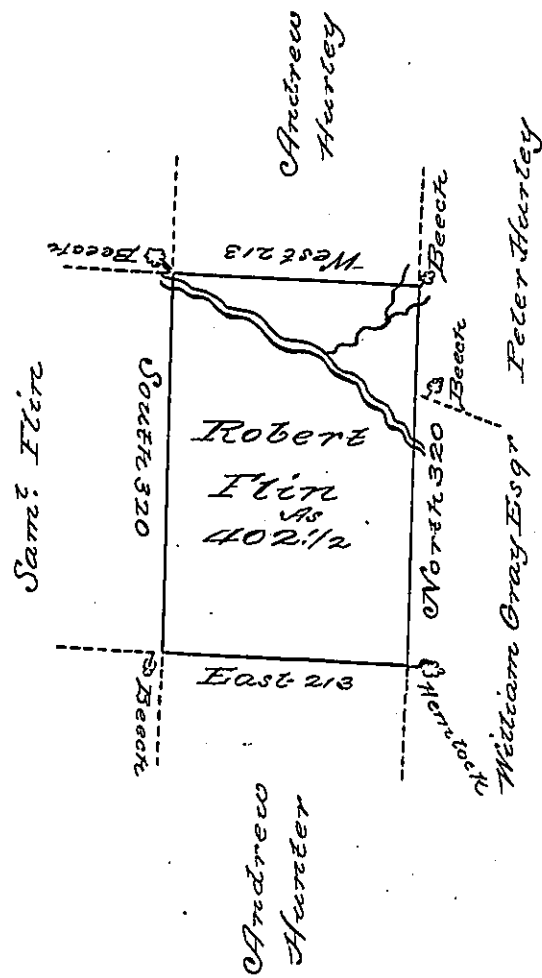 Andrew
Hurley
Beech
West 213
Beech
Peter Hurley
Beech
Sam.l Flin
South 320
Robert
Flin
As
402 1/2
North 320
William Gray Esqr
East 213
Beech
Hemlock
Andrew
Hunter